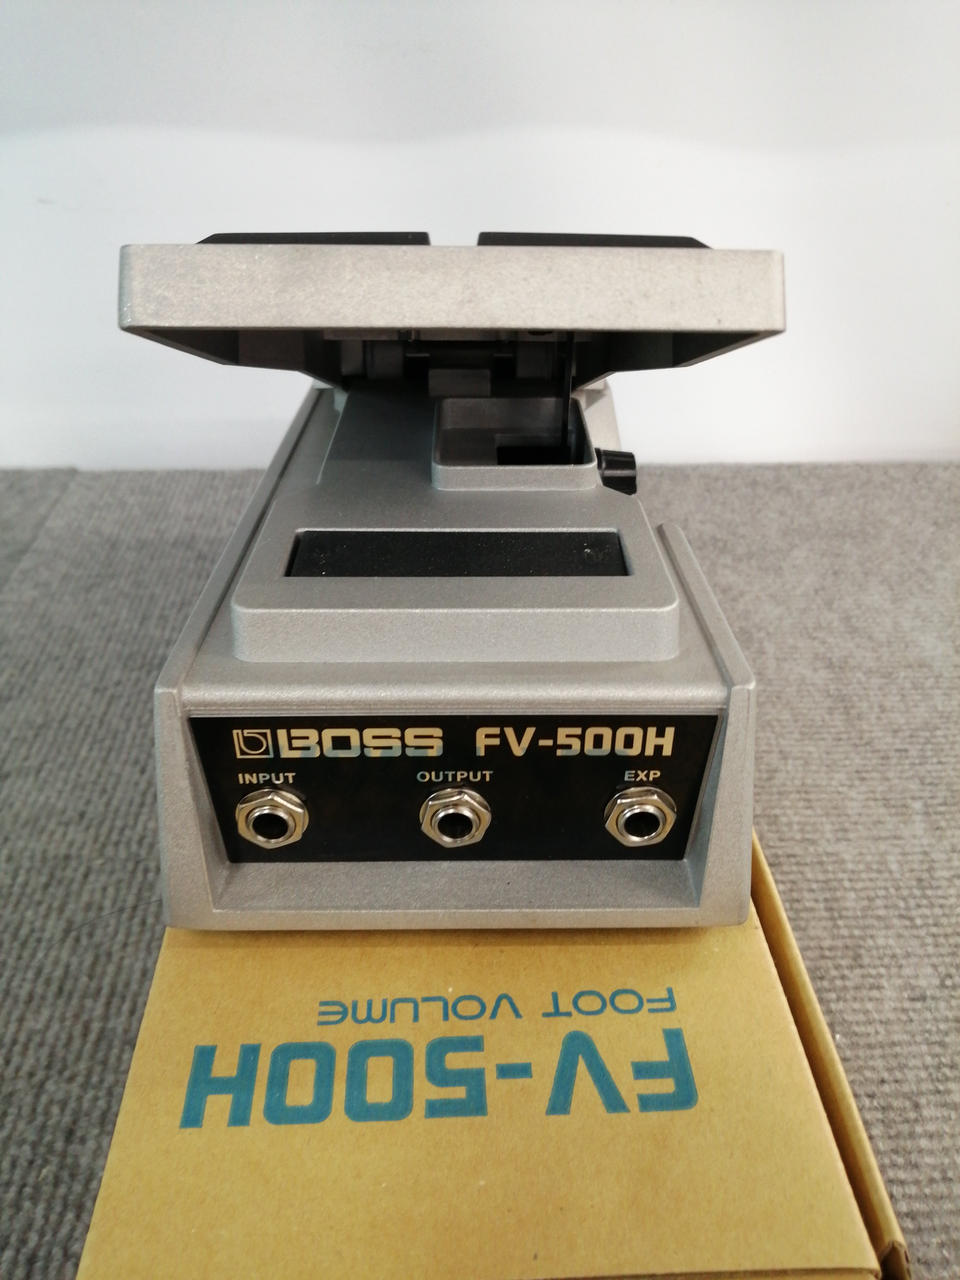 BOSS FV-500H
INPUT OUTPUT EXP
FOOT VOLUME
FV-500H